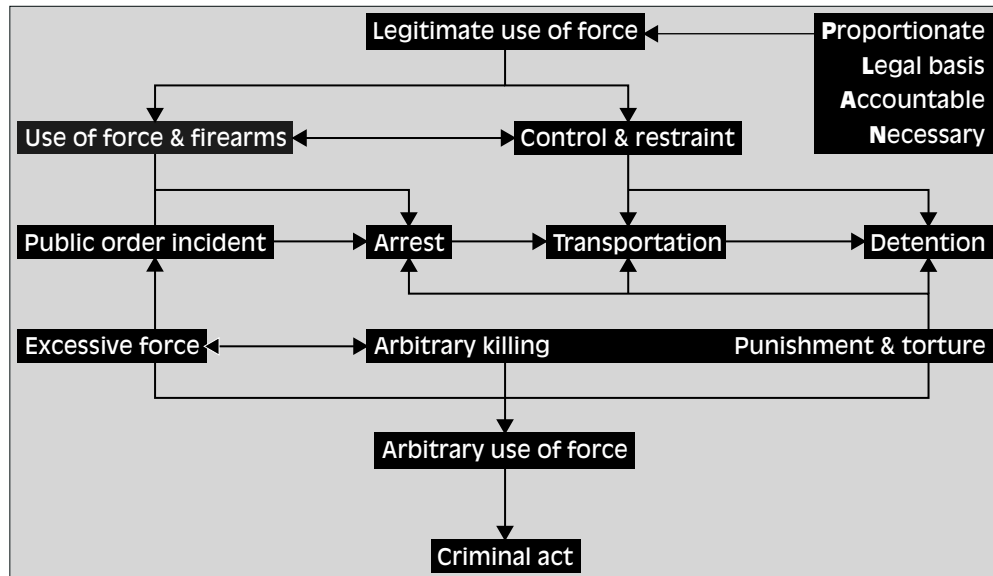 Legitimate use of force
Proportionate
Legal basis
Accountable
Necessary
Use of force & firearms
Control & restraint
Public order incident
Arrest
Transportation
Detention
Excessive force
Arbitrary killing
Punishment & torture
Arbitrary use of force
Criminal act